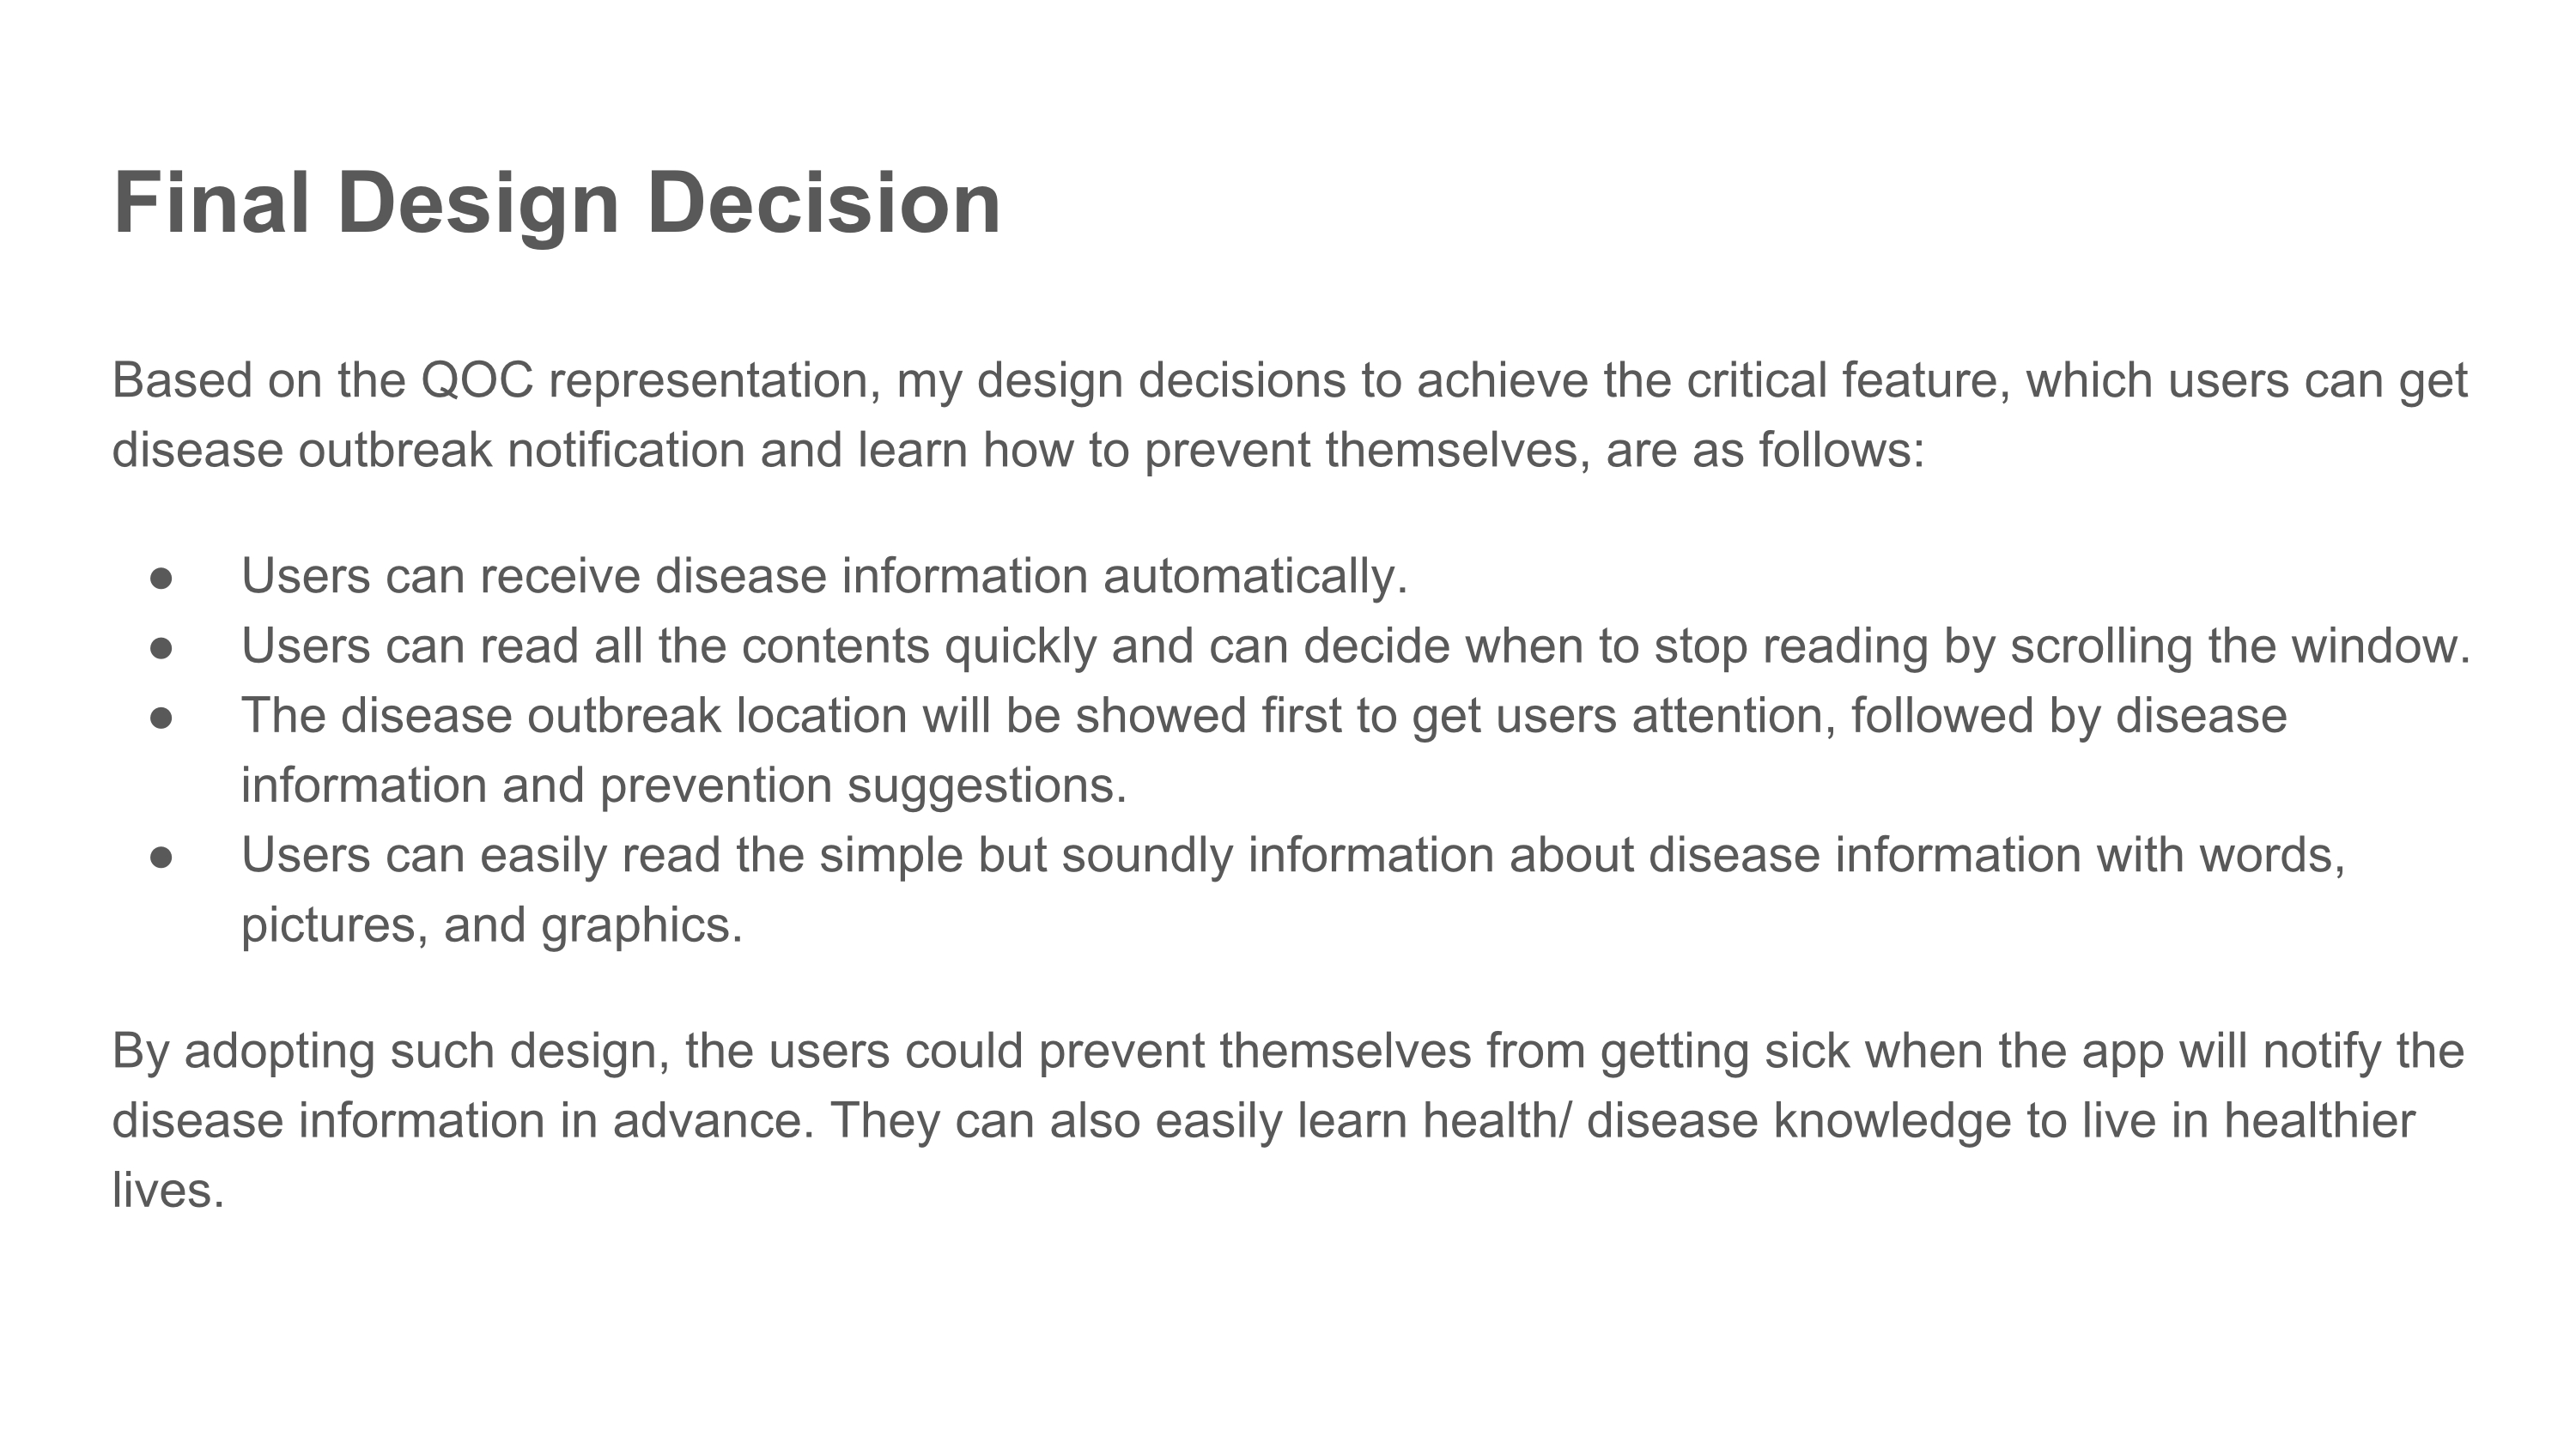 Final Design Decision
Based on the QOC representation, my design decisions to achieve the critical feature, which users can get
disease outbreak notification and learn how to prevent themselves, are as follows:
● Users can receive disease information automatically.
● Users can read all the contents quickly and can decide when to stop reading by scrolling the window.
● The disease outbreak location will be showed first to get users attention, followed by disease
information and prevention suggestions.
● Users can easily read the simple but soundly information about disease information with words,
pictures, and graphics.
By adopting such design, the users could prevent themselves from getting sick when the app will notify the
disease information in advance. They can also easily learn health/ disease knowledge to live in healthier
lives.